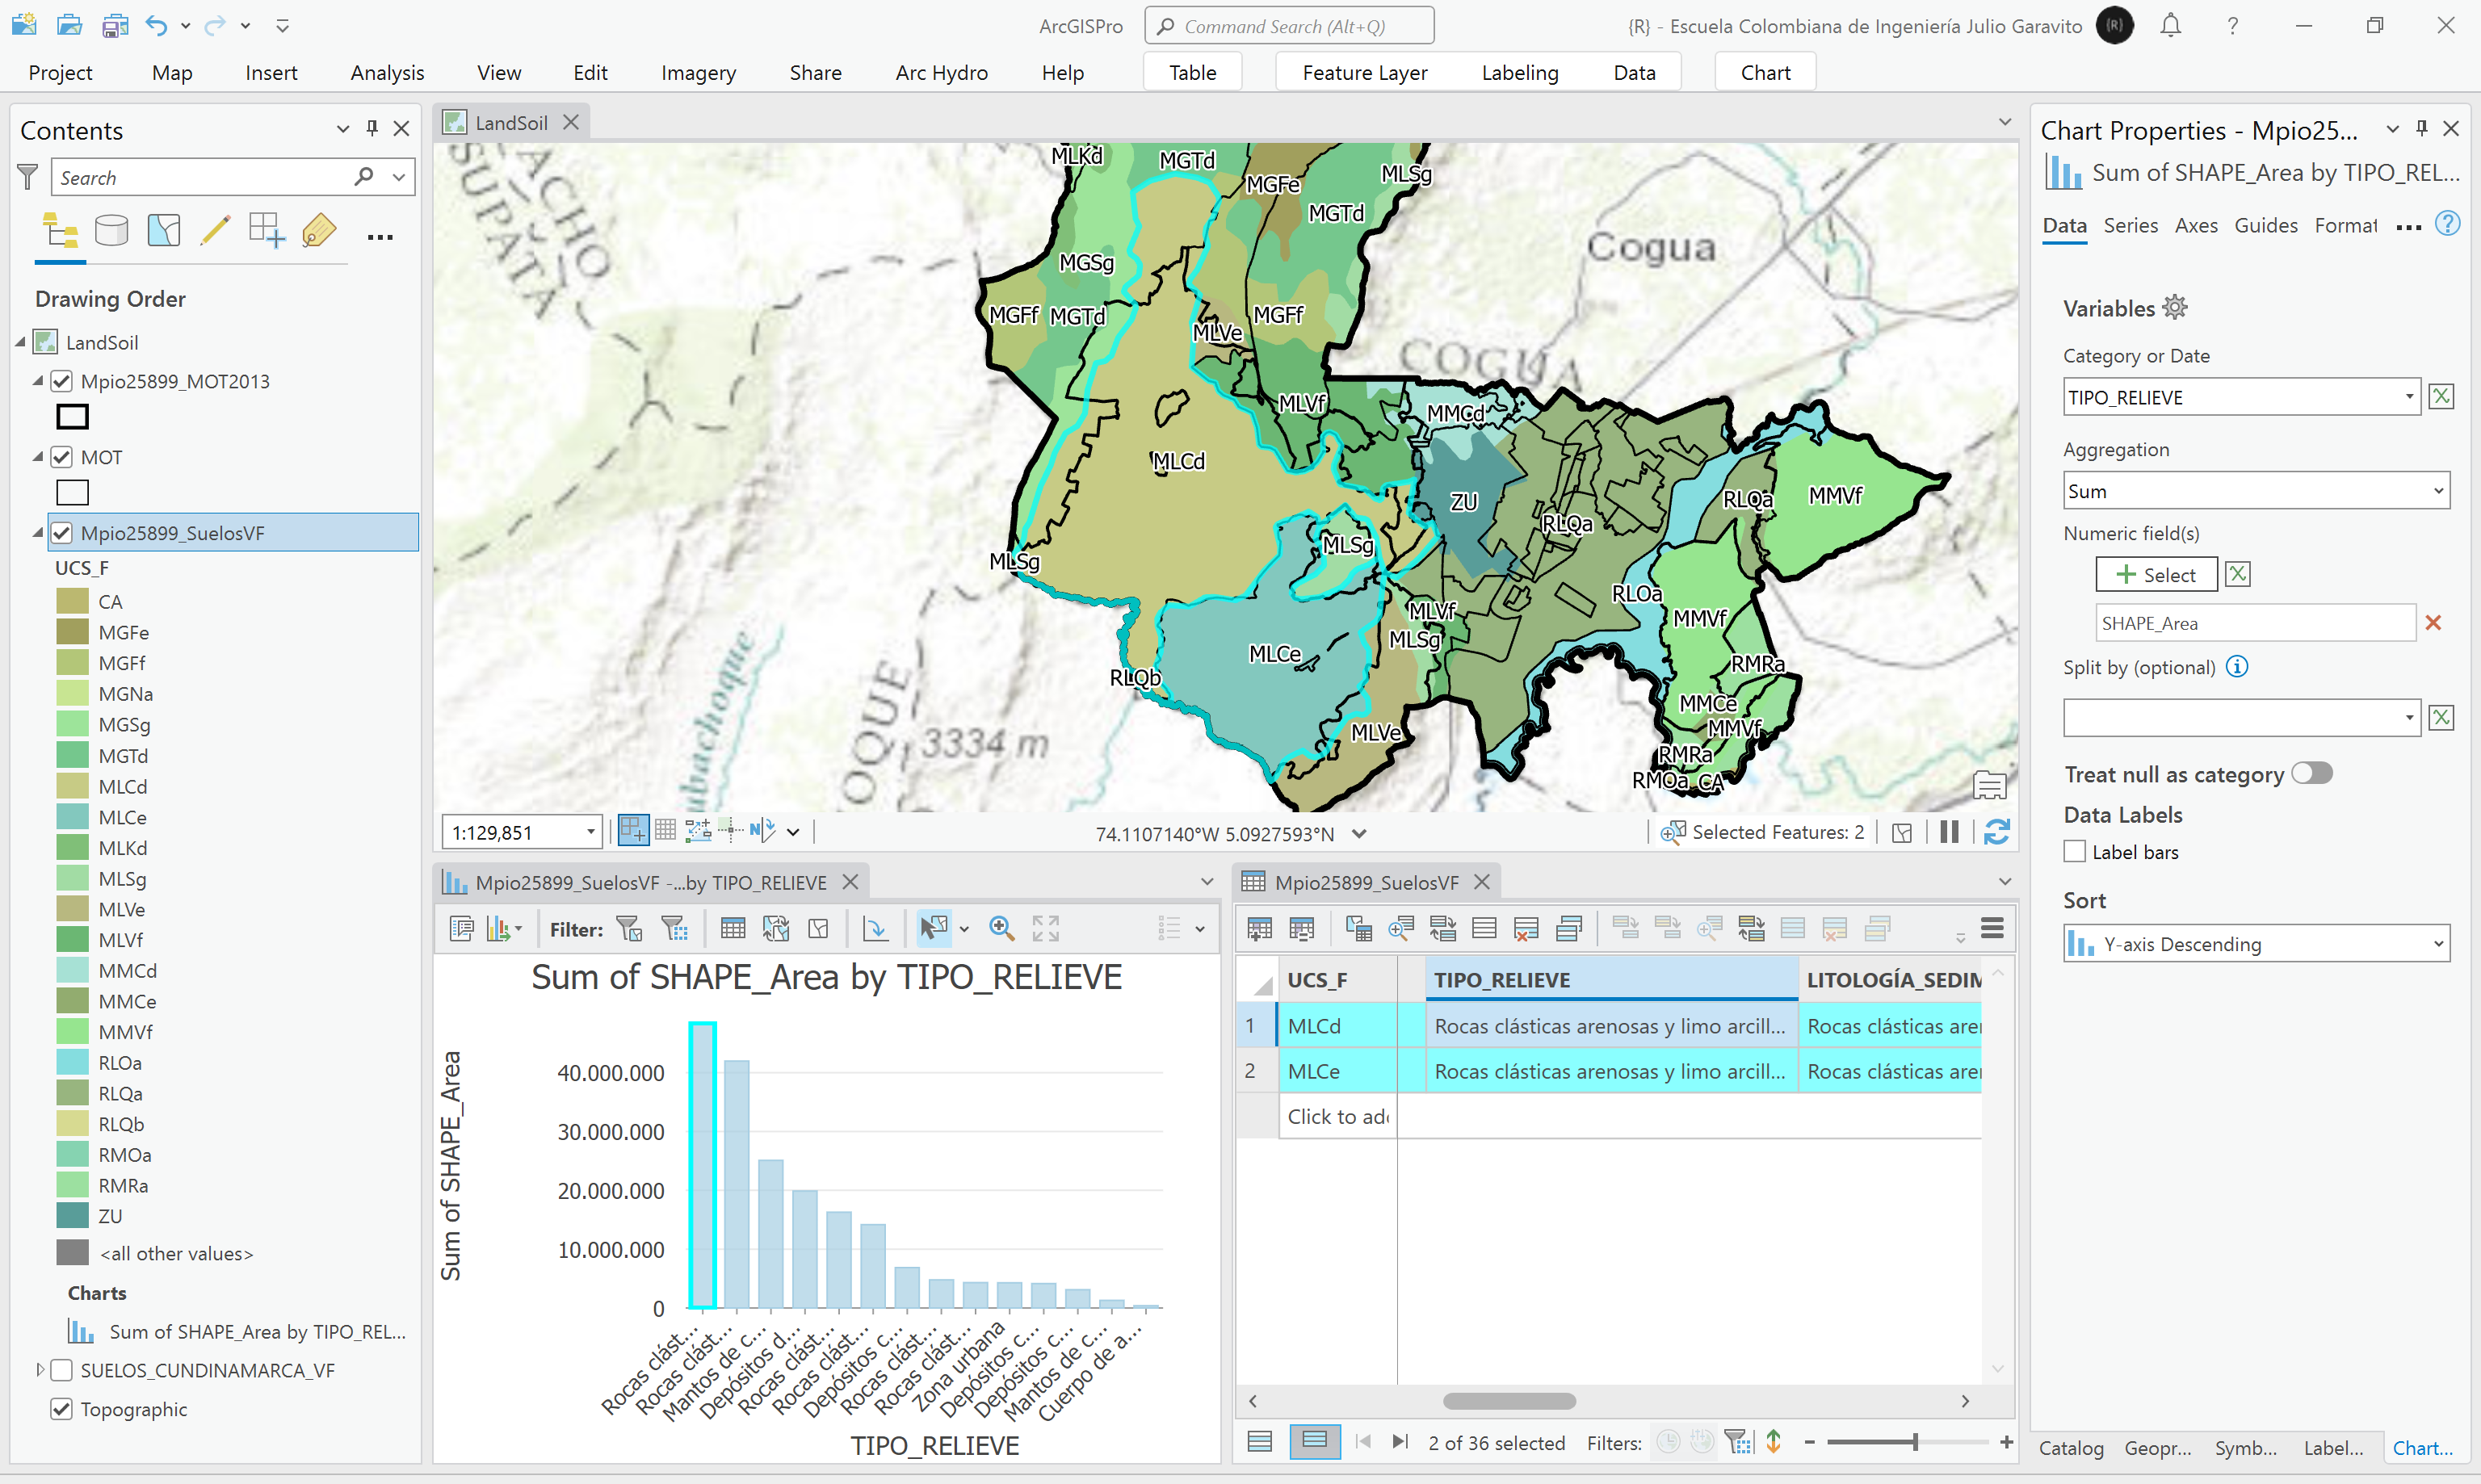 ArcGISPro
Command Search (Alt+Q)
{R} - Escuela Colombiana de Ingeniería Julio Garavito
{R}
?
Project
Map
Insert
Analysis
View
Edit
Imagery
Share
Arc Hydro
Help
Table
Feature Layer
Labeling
Data
Chart
Contents
Search
Drawing Order
LandSoil
Mpio25899_MOT2013
MOT
Mpio25899_SuelosVF
UCS_F
CA
MGFe
MGFf
MGNa
MGSg
MGTd
MLCd
MLCe
MLKd
MLSg
MLVe
MLVf
MMCd
MMCe
MMVf
RLOa
RLQa
RLQb
RMOa
RMRa
ZU
<all other values>
Charts
Sum of SHAPE_Area by TIPO_REL...
SUELOS_CUNDINAMARCA_VF
Topographic
LandSoil
ACHO
SUPATÁ
MLKd
MGTd
MGFe
MLSg
MGTd
Cogua
MGSg
MGFf
MGTd
MLVe
MGFf
COGUA
MLVf
MMCd
MLCd
ZU
RLQa
RLQa
MMVf
MLSg
MLSg
RLOa
MLVf
MMVf
MLSg
MLCe
RMRa
RLQb
ubachoque
OQUE
3334 m
MMCe
MLVe
MMVf
RMRa
RMOa
CA
1:129,851
74.1107140°W 5.0927593°N
Selected Features: 2
Mpio25899_SuelosVF -...by TIPO_RELIEVE
Filter:
Sum of SHAPE_Area by TIPO_RELIEVE
Sum of SHAPE_Area
40.000.000
30.000.000
20.000.000
10.000.000
0
Rocas clást...
Rocas clást...
Mantos de c...
Depósitos d...
Rocas clást...
Rocas clást...
Depósitos c...
Rocas clást...
Rocas clást...
Zona urbana
Depósitos c...
Depósitos c...
Mantos de c...
Cuerpo de a...
TIPO_RELIEVE
Mpio25899_SuelosVF
UCS_F
TIPO_RELIEVE
LITOLOGÍA_SEDIM
1
MLCd
Rocas clásticas arenosas y limo arcill...
Rocas clásticas arer
2
MLCe
Rocas clásticas arenosas y limo arcill...
Rocas clásticas arer
Click to add
2 of 36 selected
Filters:
Chart Properties - Mpio25...
Sum of SHAPE_Area by TIPO_REL...
Data
Series
Axes
Guides
Format
?
Variables
Category or Date
TIPO_RELIEVE
Aggregation
Sum
Numeric field(s)
Select
SHAPE_Area
Split by (optional)
Treat null as category
Data Labels
Label bars
Sort
Y-axis Descending
Catalog
Geopr...
Symb...
Label...
Chart...